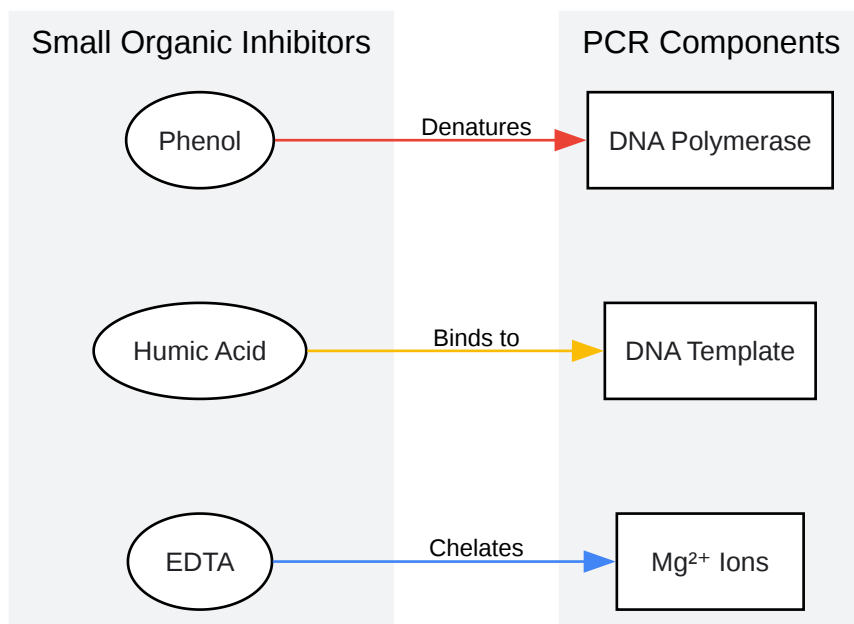 Small Organic Inhibitors
PCR Components
Phenol
Denatures
DNA Polymerase
Humic Acid
Binds to
DNA Template
EDTA
Chelates
Mg²⁺ Ions